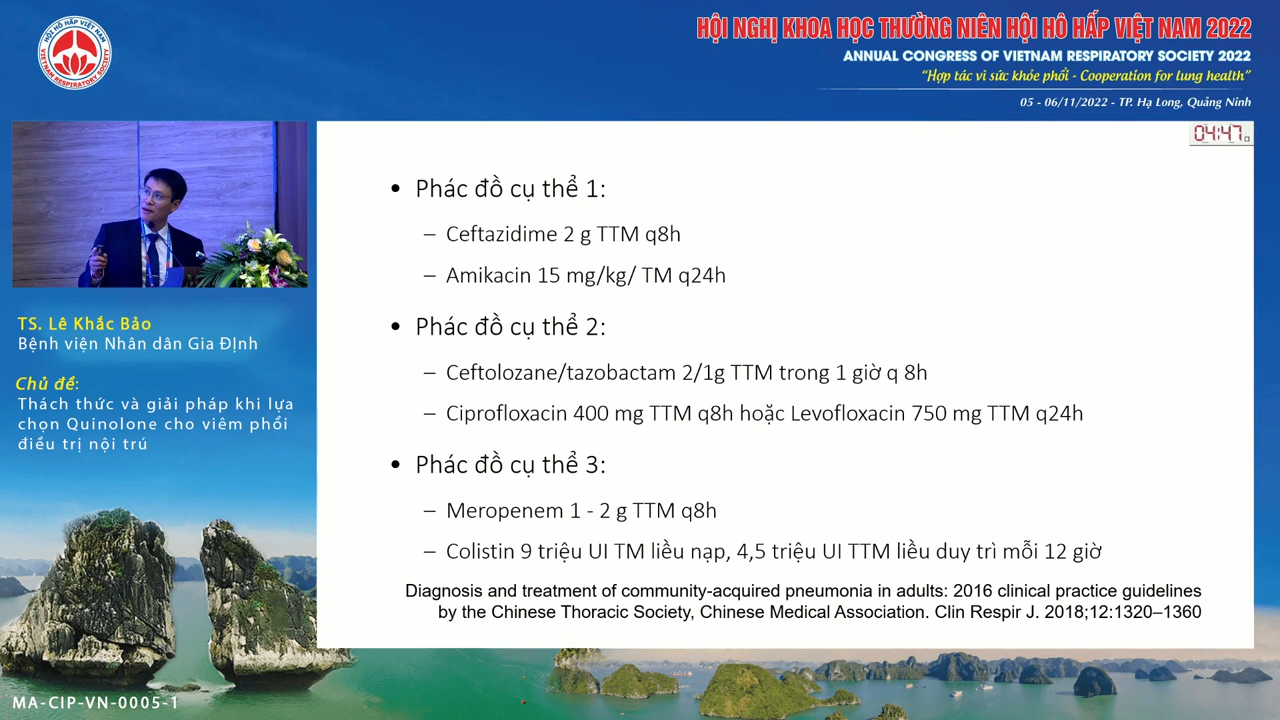 HỘI HÔ HẤP VIỆT NAM
VIETNAM RESPIRATORY SOCIETY
HỘI NGHỊ KHOA HỌC THƯỜNG NIÊN HỘI HÔ HẤP VIỆT NAM 2022
ANNUAL CONGRESS OF VIETNAM RESPIRATORY SOCIETY 2022
“Hợp tác vì sức khỏe phổi - Cooperation for lung health”
05 - 06/11/2022 - TP. Hạ Long, Quảng Ninh
04:47
TS. Lê Khắc Bảo
Bệnh viện Nhân dân Gia ĐỊnh
Chủ đề:
Thách thức và giải pháp khi lựa
chọn Quinolone cho viêm phổi
điều trị nội trú
• Phác đồ cụ thể 1:
– Ceftazidime 2 g TTM q8h
– Amikacin 15 mg/kg/ TM q24h
• Phác đồ cụ thể 2:
– Ceftolozane/tazobactam 2/1g TTM trong 1 giờ q 8h
– Ciprofloxacin 400 mg TTM q8h hoặc Levofloxacin 750 mg TTM q24h
• Phác đồ cụ thể 3:
– Meropenem 1 - 2 g TTM q8h
– Colistin 9 triệu UI TM liều nạp, 4,5 triệu UI TTM liều duy trì mỗi 12 giờ
Diagnosis and treatment of community-acquired pneumonia in adults: 2016 clinical practice guidelines
by the Chinese Thoracic Society, Chinese Medical Association. Clin Respir J. 2018;12:1320–1360
MA-CIP-VN-0005-1